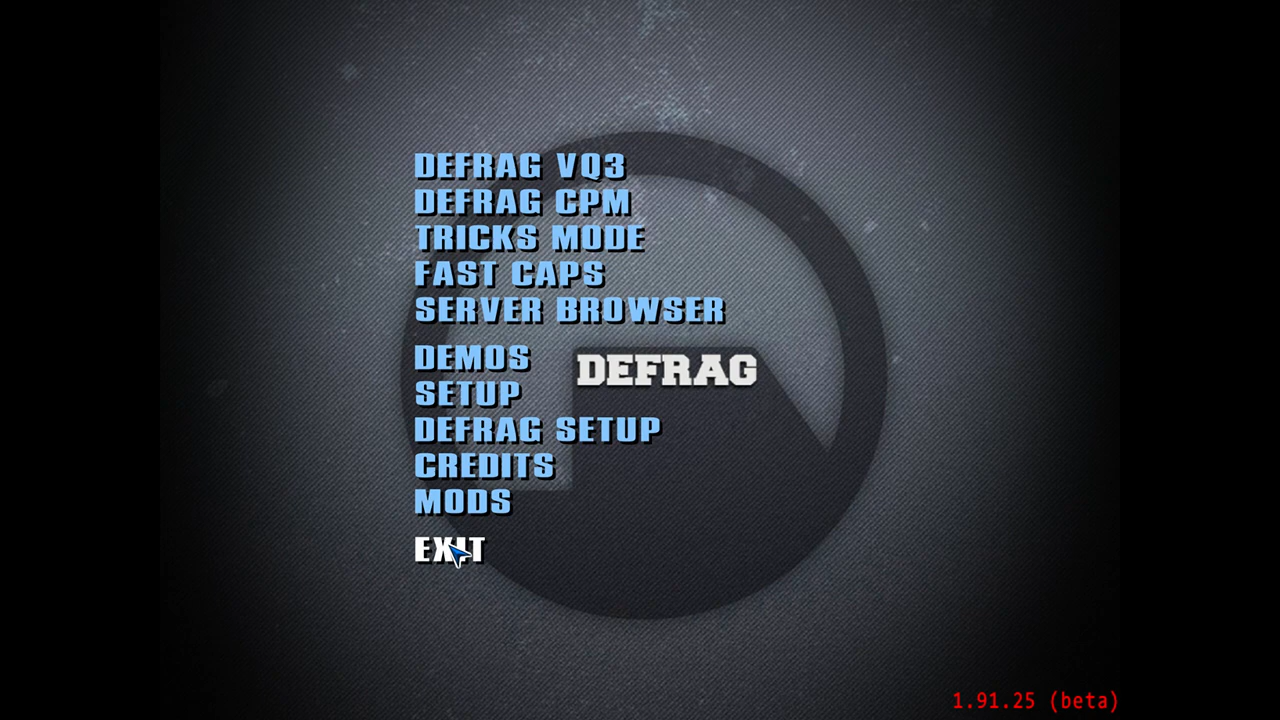 DEFRAG VQ3
DEFRAG CPM
TRICKS MODE
FAST CAPS
SERVER BROWSER
DEMOS
DEFRAG
SETUP
DEFRAG SETUP
CREDITS
MODS
EXIT
1.91.25 (beta)